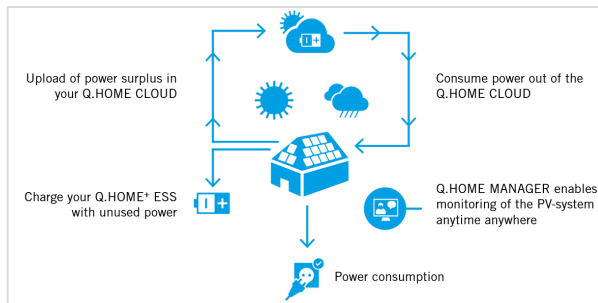 Upload of power surplus in
your Q.HOME CLOUD
Consume power out of the
Q.HOME CLOUD
Charge your Q.HOME+ ESS
with unused power
Q.HOME MANAGER enables
monitoring of the PV-system
anytime anywhere
Power consumption